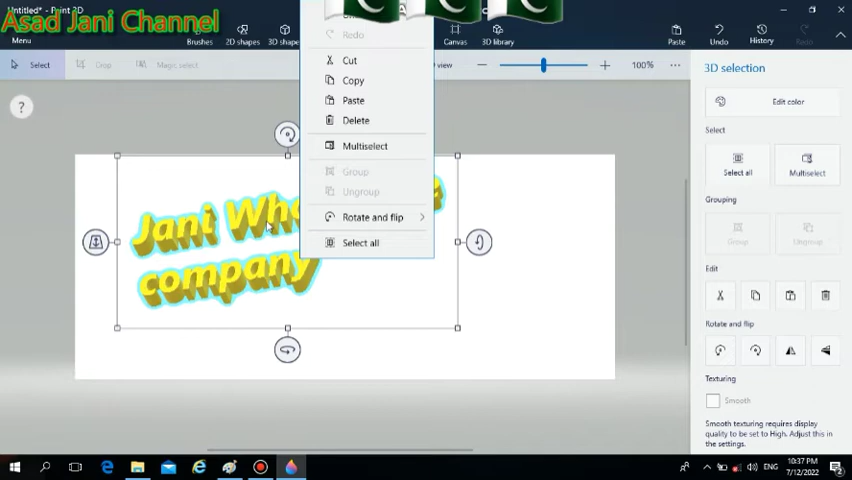 Asad Jani Channel
Untitled* - Paint 3D
Menu
Brushes
2D shapes
Canvas
3D library
Paste
Undo
History
Redo
Select
Crop
Magic select
view
100%
Redo
Cut
Copy
Paste
Delete
Multiselect
Group
Ungroup
Rotate and flip
Select all
Jani
company
3D selection
Edit color
Select
Select all
Multiselect
Grouping
Group
Ungroup
Edit
Rotate and flip
Texturing
Smooth
Smooth texturing requires display
quality to be set to High. Adjust this in
the settings.
ENG
10:37 PM
7/12/2022